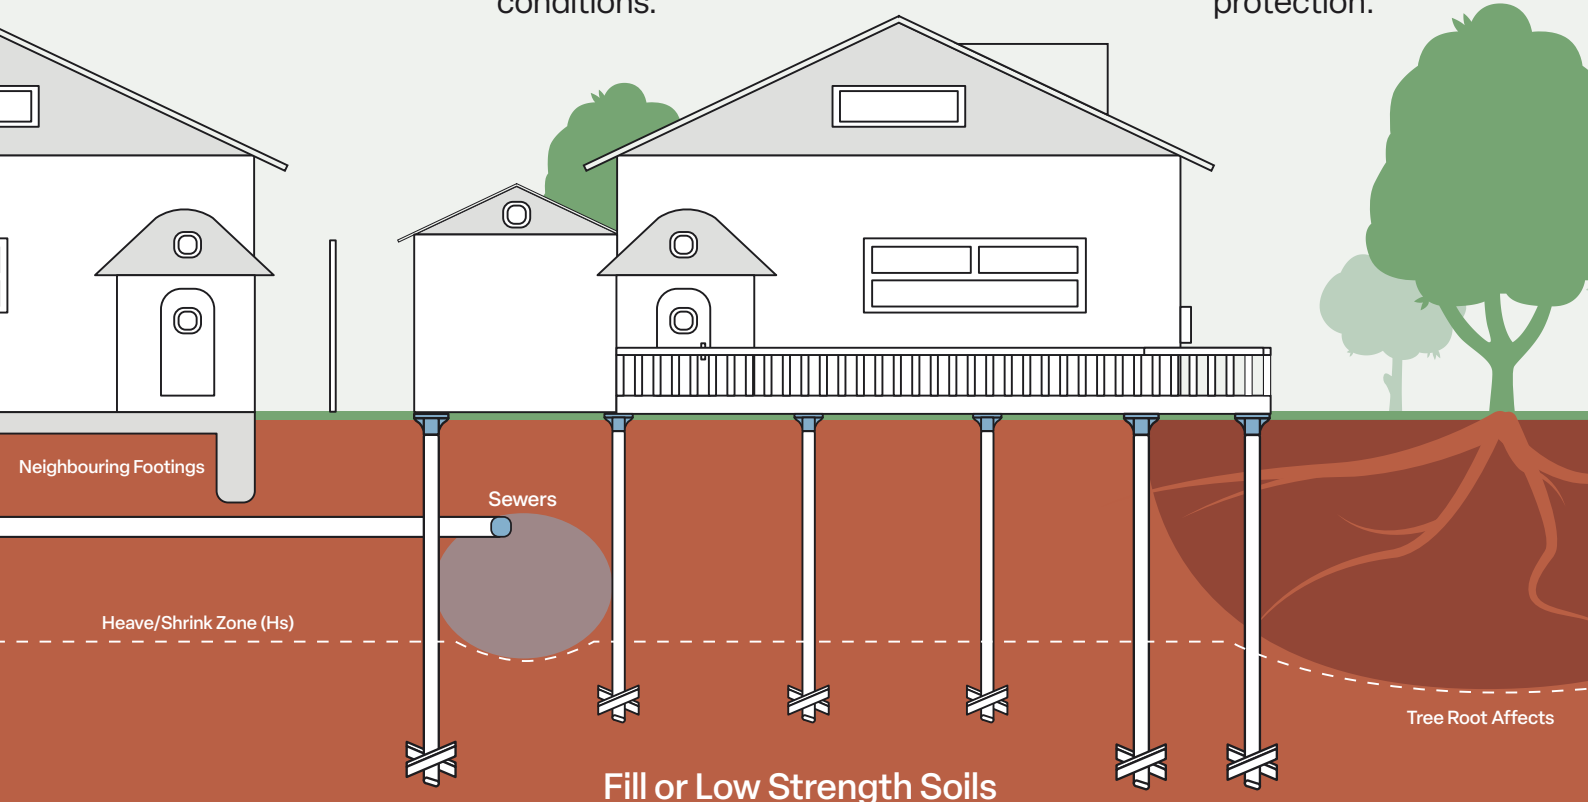 conditions.
protection.
Neighbouring Footings
Sewers
Heave/Shrink Zone (Hs)
Tree Root Affects
Fill or Low Strength Soils